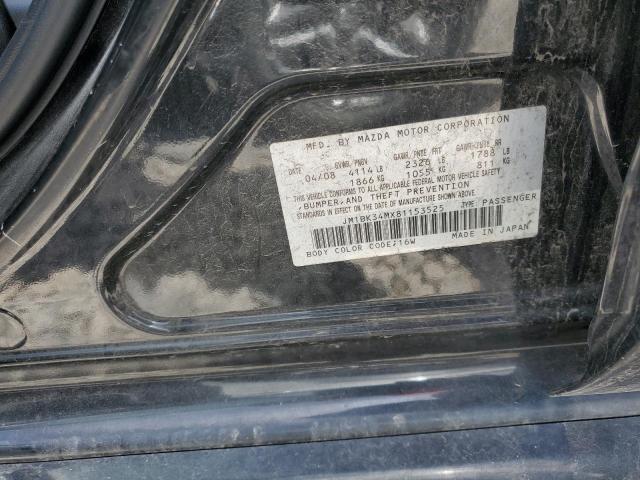 MFD. BY MAZDA MOTOR CORPORATION
DATE GVWR/PNBV GAWR/PNBE FRT GAWR/PNBE RR
04/08 4114 LB 2326 LB 1788 LB
1866 KG 1055 KG 811 KG
THIS VEHICLE CONFORMS TO ALL APPLICABLE FEDERAL MOTOR VEHICLE SAFETY
,BUMPER,AND THEFT PREVENTION
STANDARDS IN EFFECT ON THE DATE OF MANUFACTURE SHOWN ABOVE.
JM1BK34MX81153525 TYPE: PASSENGER
BODY COLOR CODE:16W MADE IN JAPAN